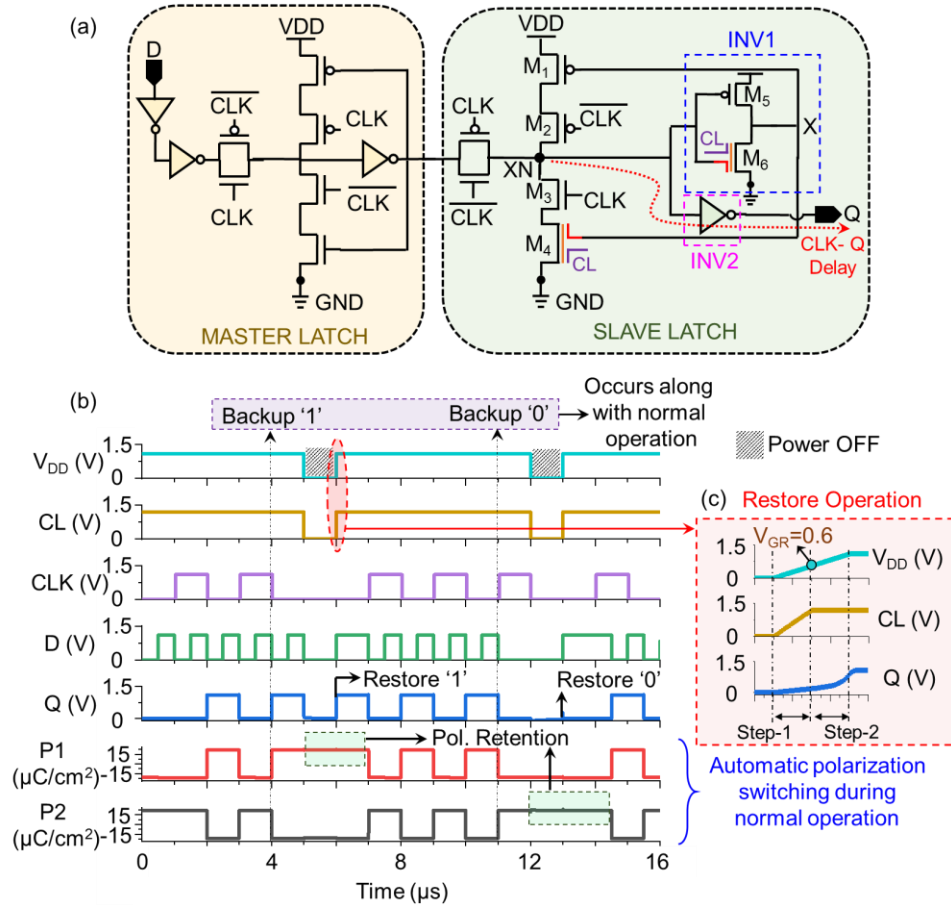 (a)
D
VDD
CLK
CLK
CLK
CLK
GND
MASTER LATCH
VDD
M1
M2
CLK
CLK
CLK
XN
M3
CLK
M4
CL
GND
INV1
M5
X
CL
M6
INV2
Q
CLK- Q
Delay
SLAVE LATCH
(b)
Backup ‘1’
Backup ‘0’
Occurs along
with normal
operation
Power OFF
VDD (V)
1.5
0
CL (V)
1.5
0
CLK (V)
1.5
0
D (V)
1.5
0
Q (V)
1.5
0
Restore ‘1’
Restore ‘0’
Pol. Retention
P1
(µC/cm²)
15
-15
P2
(µC/cm²)
15
-15
0
4
8
12
16
Time (µs)
(c)
Restore Operation
VGR=0.6
1.5
0
VDD (V)
1.5
0
CL (V)
1.5
0
Q (V)
Step-1
Step-2
Automatic polarization
switching during
normal operation